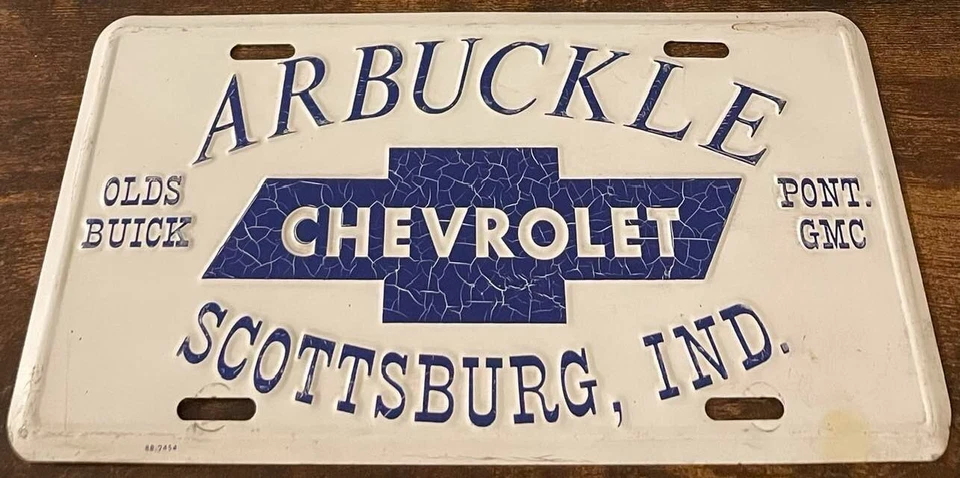 ARBUCKLE
OLDS
BUICK
CHEVROLET
PONT.
GMC
SCOTTSBURG, IND.